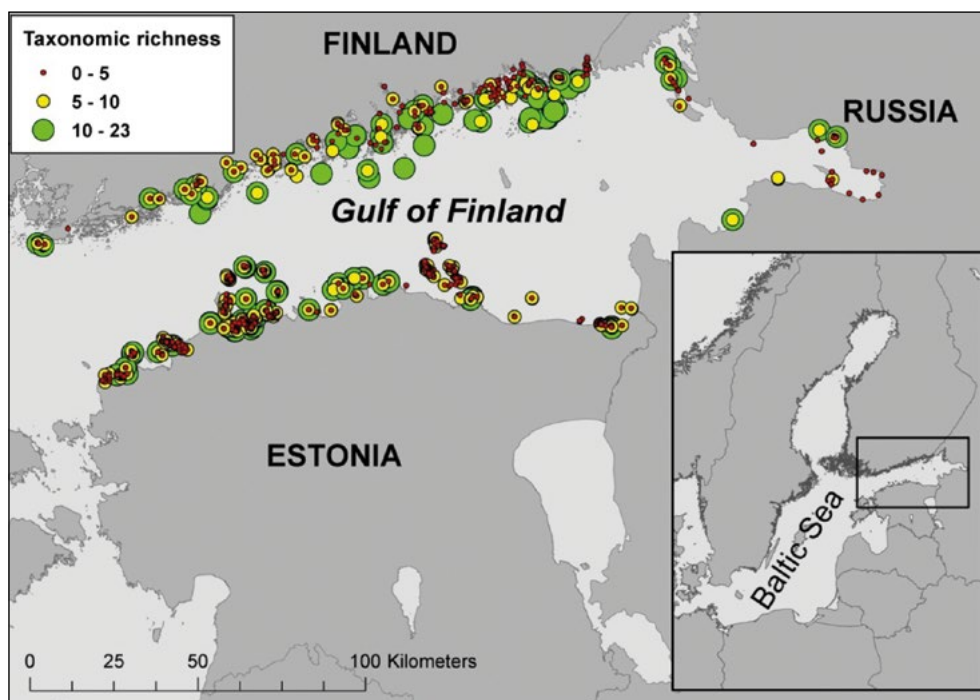 Taxonomic richness
0 - 5
5 - 10
10 - 23
FINLAND
RUSSIA
Gulf of Finland
ESTONIA
Baltic Sea
0 25 50 100 Kilometers